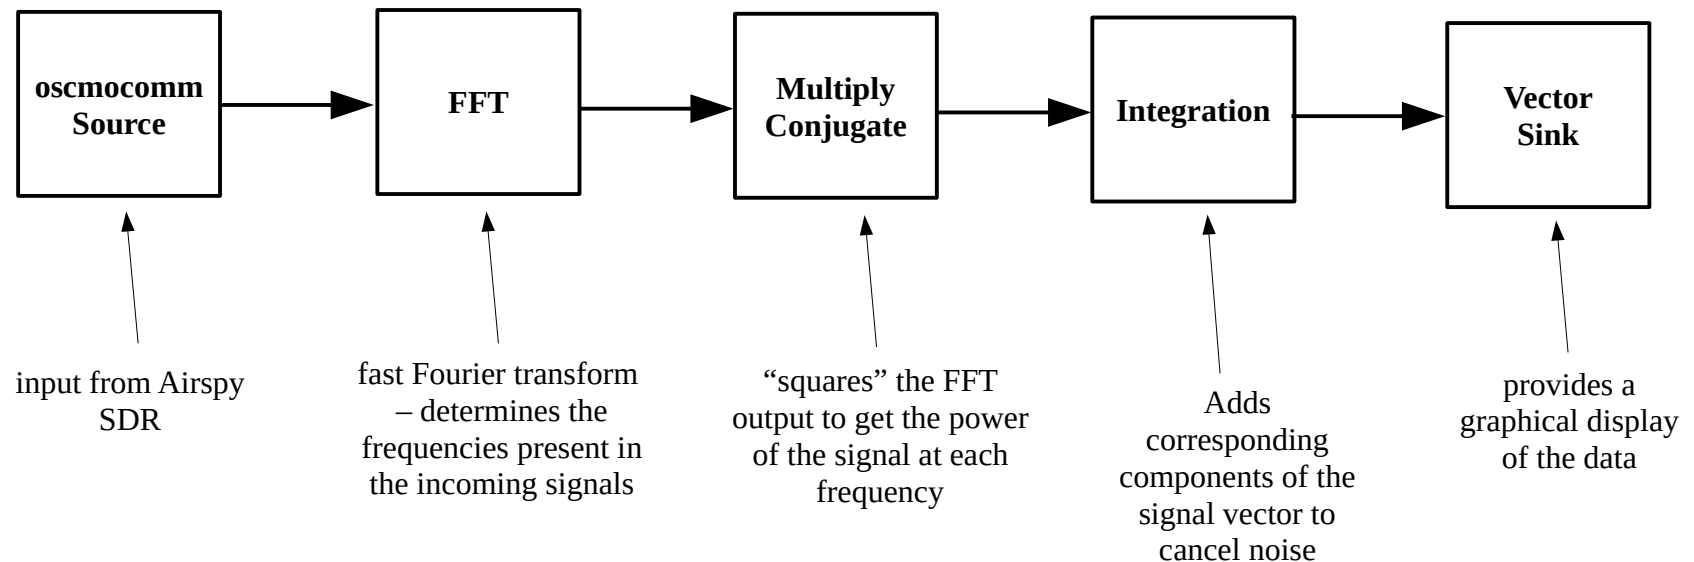 oscmocomm
Source
FFT
Multiply
Conjugate
Integration
Vector
Sink
input from Airspy
SDR
fast Fourier transform
– determines the
frequencies present in
the incoming signals
“squares” the FFT
output to get the power
of the signal at each
frequency
Adds
corresponding
components of the
signal vector to
cancel noise
provides a
graphical display
of the data